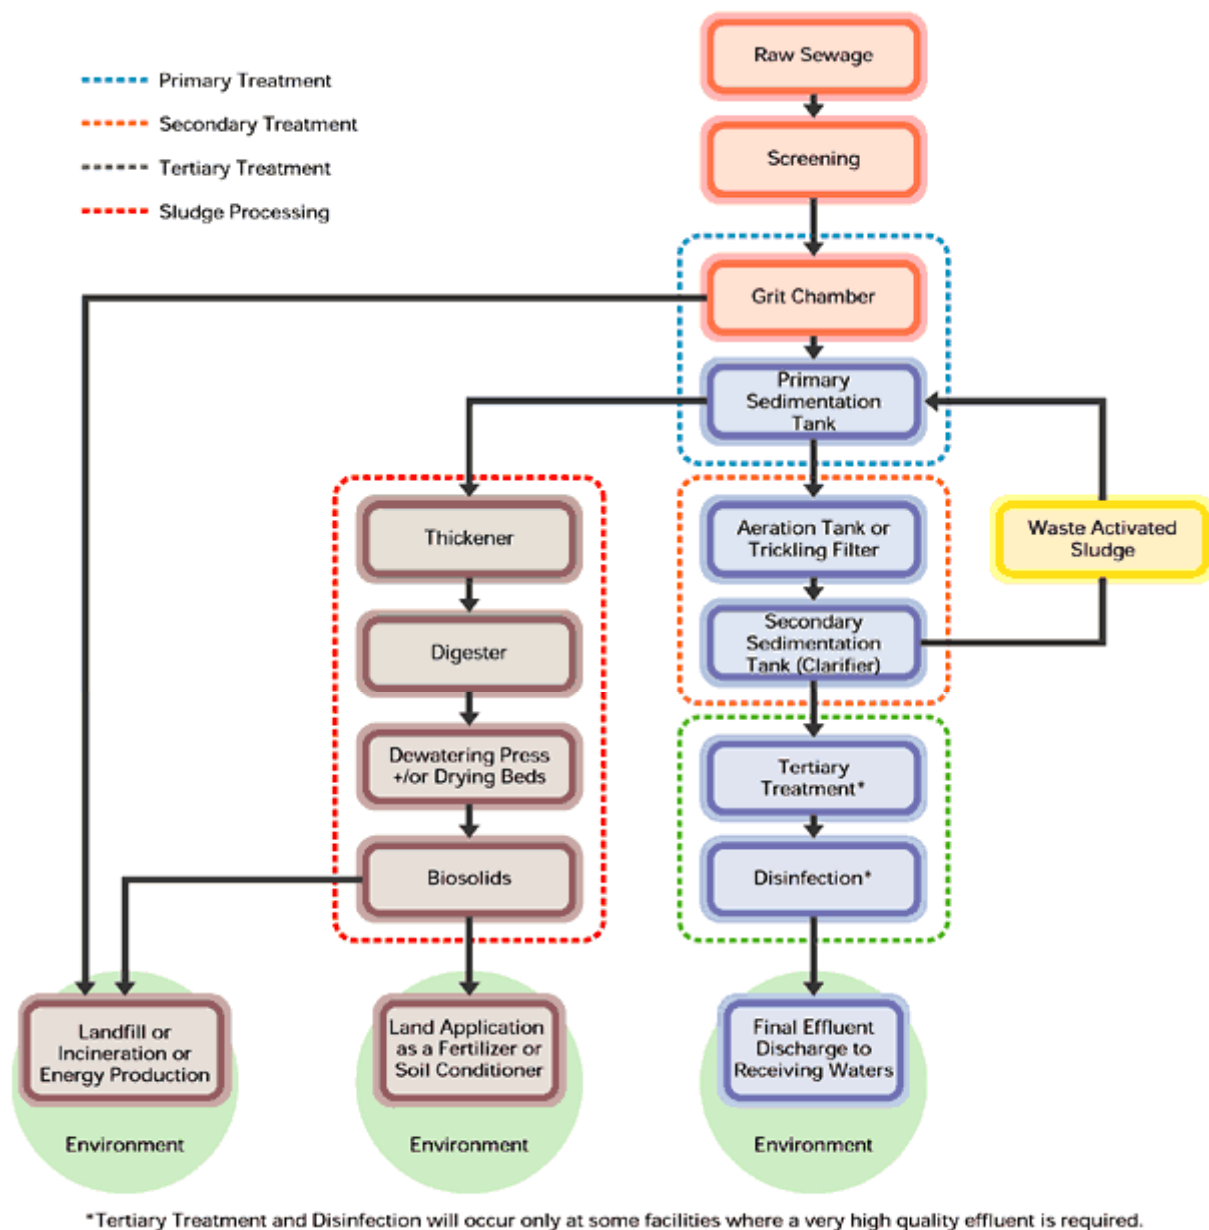 Raw Sewage
Primary Treatment
Secondary Treatment
Tertiary Treatment
Sludge Processing
Screening
Grit Chamber
Primary
Sedimentation
Tank
Thickener
Aeration Tank or
Trickling Filter
Waste Activated
Sludge
Digester
Secondary
Sedimentation
Tank (Clarifier)
Dewatering Press
+/or Drying Beds
Tertiary
Treatment*
Biosolids
Disinfection*
Landfill or
Incineration or
Energy Production
Environment
Land Application
as a Fertilizer or
Soil Conditioner
Environment
Final Effluent
Discharge to
Receiving Waters
Environment
*Tertiary Treatment and Disinfection will occur only at some facilities where a very high quality effluent is required.